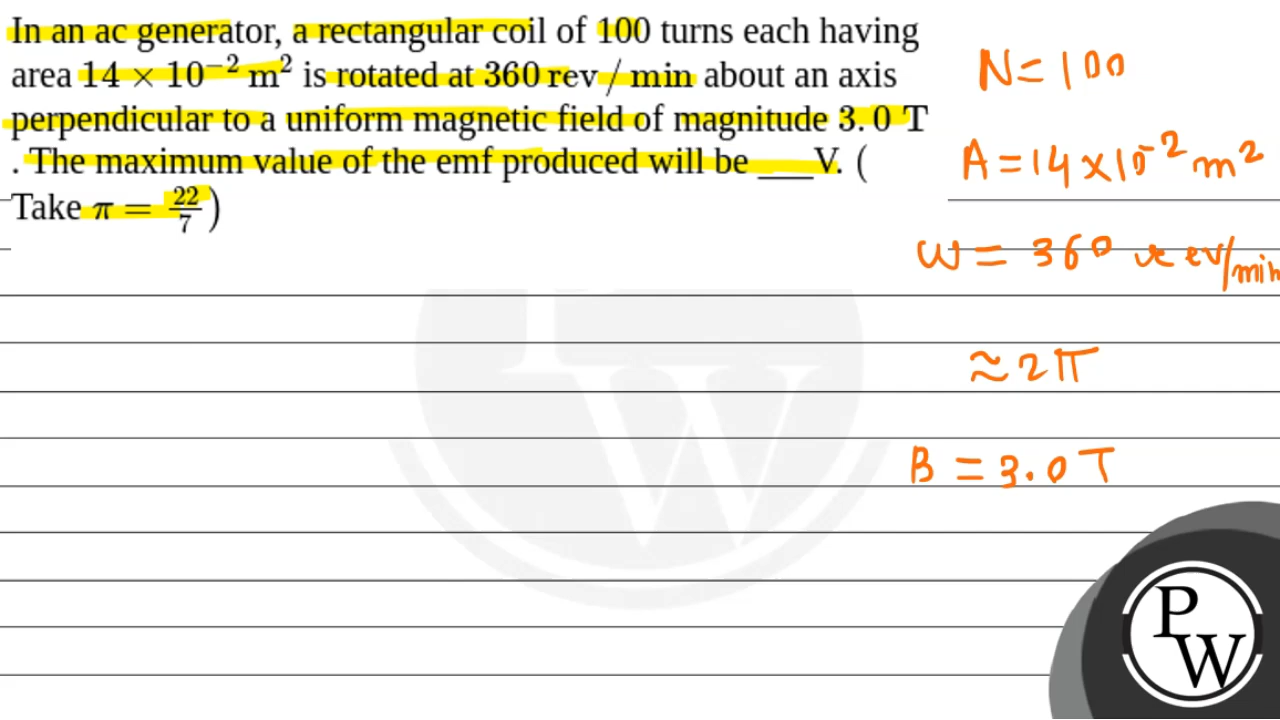 In an ac generator, a rectangular coil of 100 turns each having
area 14 × 10⁻² m² is rotated at 360 rev / min about an axis
perpendicular to a uniform magnetic field of magnitude 3.0 T
. The maximum value of the emf produced will be ___V. (
Take π = 22/7)
N=100
A=14×10⁻² m²
W = 360 rev/min
≈2π
B = 3.0 T
PW
PW